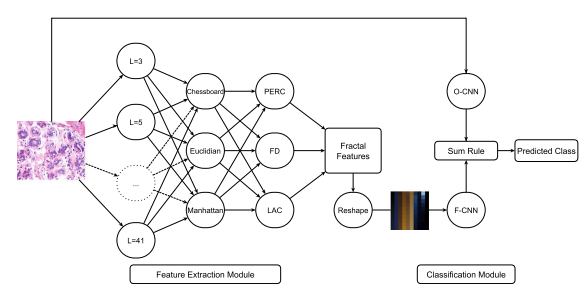 L=3
L=5
...
L=41
Chessboard
Euclidian
Manhattan
PERC
FD
LAC
Fractal
Features
Reshape
O-CNN
Sum Rule
Predicted Class
F-CNN
Feature Extraction Module
Classification Module